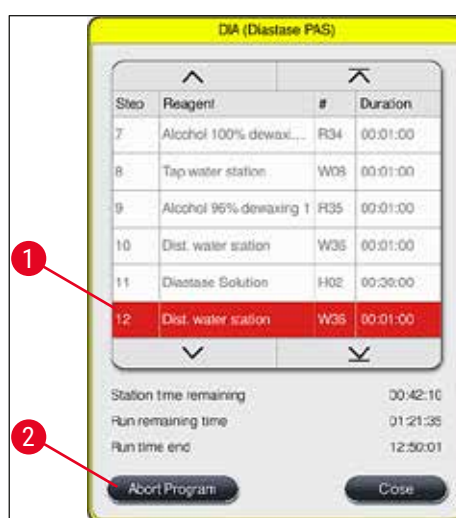 DIA (Diastase PAS)
Step Reagent # Duration
7 Alcohol 100% dewaxi.... R34 00:01:00
8 Tap water station W08 00:01:00
9 Alcohol 96% dewaxing 1 R35 00:01:00
10 Dist. water station W36 00:01:00
11 Diastase Solution H02 00:30:00
12 Dist. water station W36 00:01:00
Station time remaining 00:42:10
Run remaining time 01:21:35
Run time end 12:50:01
Abort Program Close
1
2